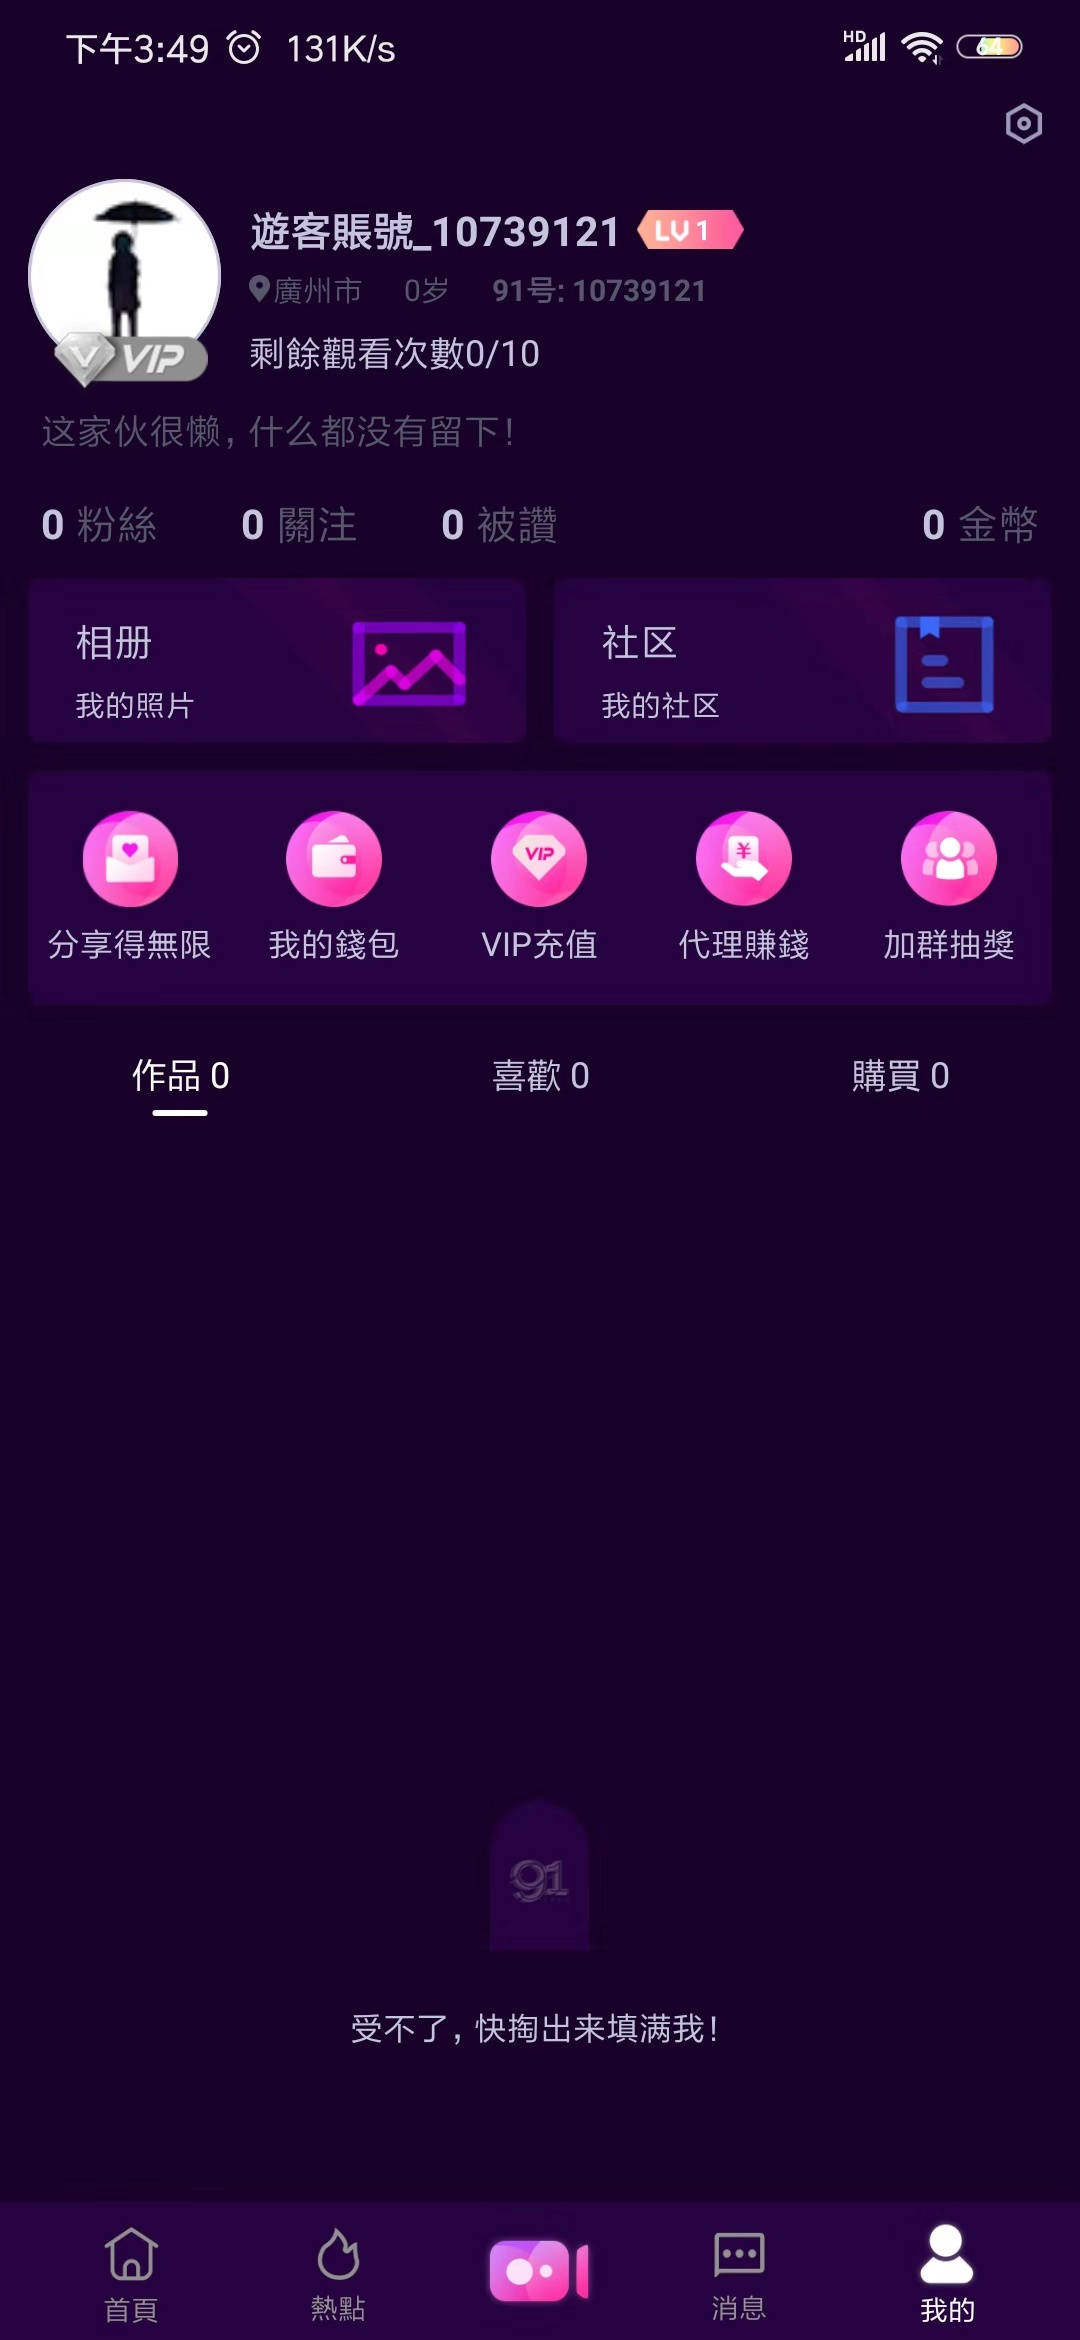 下午3:49 131K/s HD 64
遊客賬號_10739121 LV 1
廣州市 0岁 91号: 10739121
VIP 剩餘觀看次數0/10
这家伙很懒, 什么都没有留下!
0 粉絲 0 關注 0 被讚 0 金幣
相册 社区
我的照片 我的社区
VIP ¥
分享得無限 我的錢包 VIP充值 代理賺錢 加群抽獎
作品 0 喜歡 0 購買 0
91
受不了, 快掏出来填满我!
首頁 熱點 消息 我的